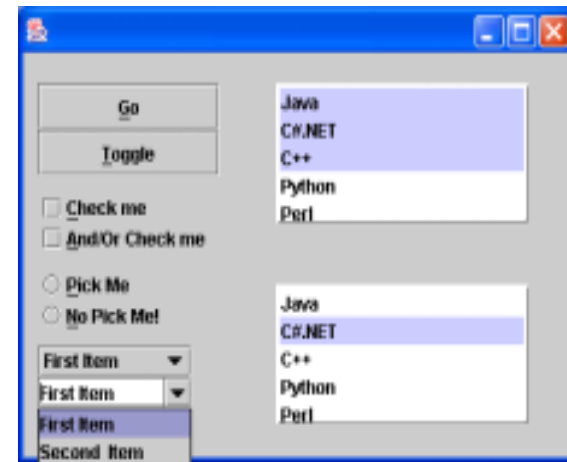 Go
Toggle
Check me
And/Or Check me
Pick Me
No Pick Me!
First Item
First Item
First Item
Second Item
Java
C#.NET
C++
Python
Perl
Java
C#.NET
C++
Python
Perl